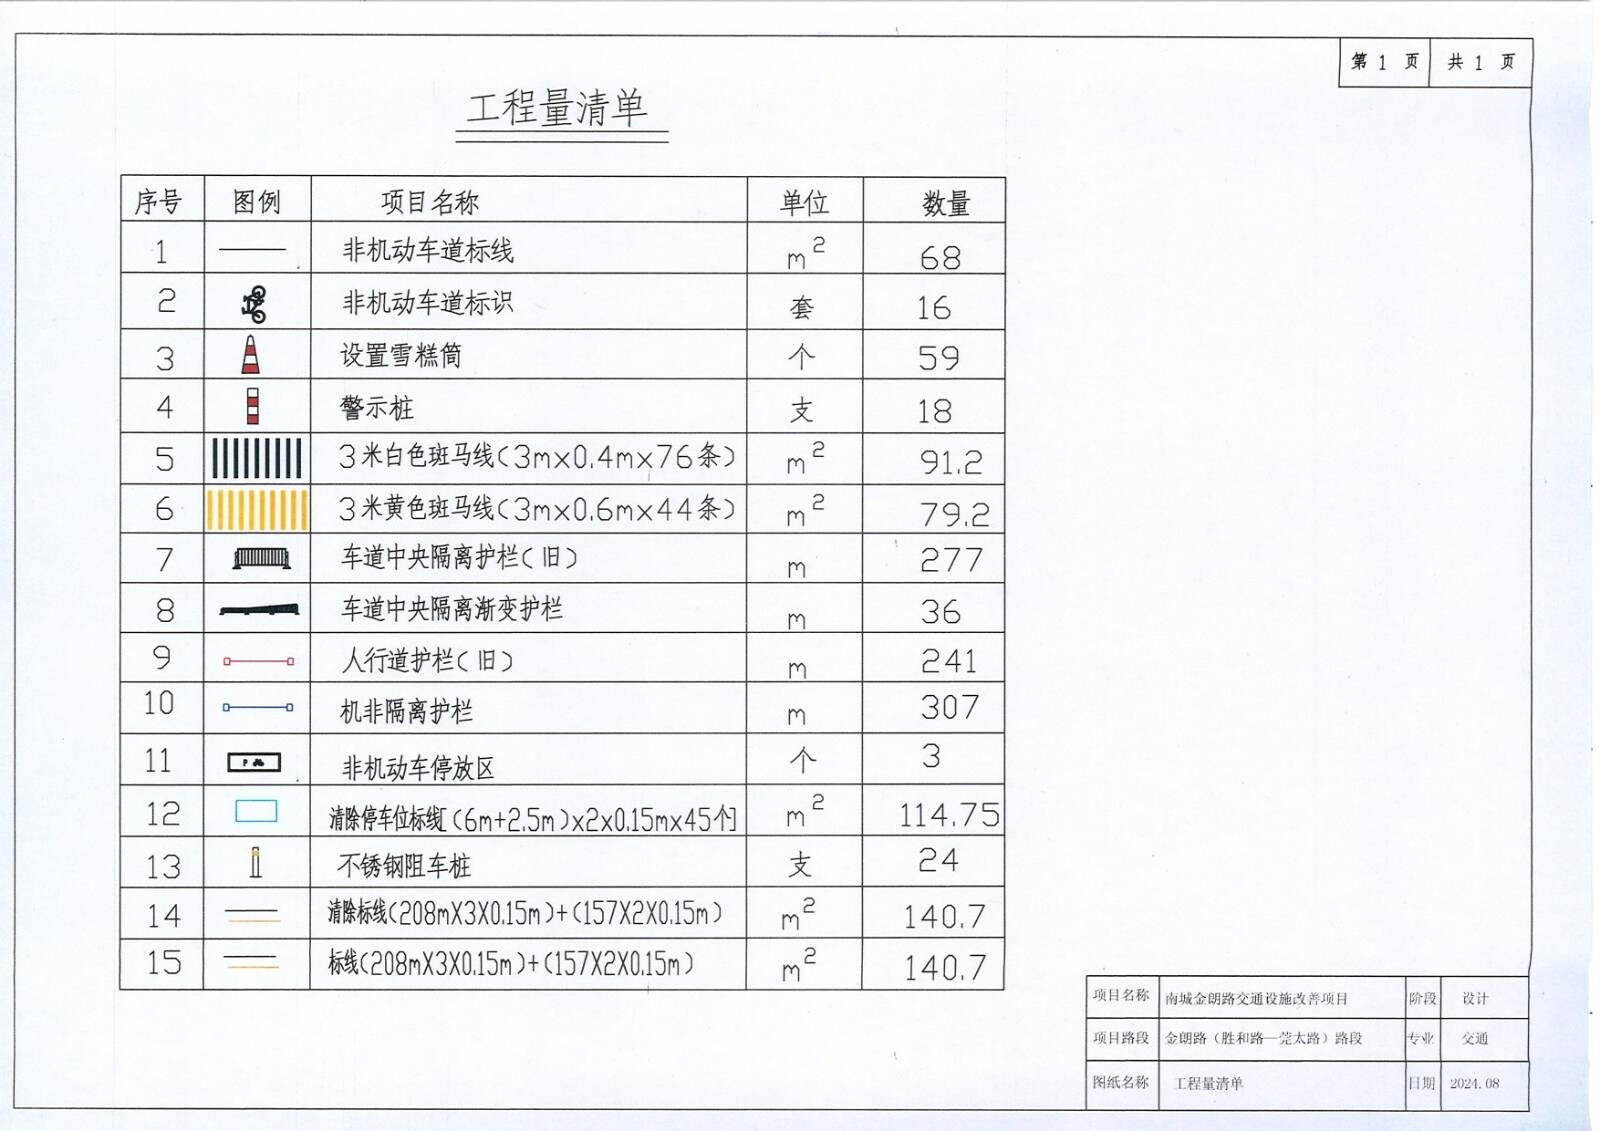 第 1 页 共 1 页
工程量清单
序号 图例 项目名称 单位 数量
1 非机动车道标线 m² 68
2 非机动车道标识 套 16
3 设置雪糕筒 个 59
4 警示桩 支 18
5 3米白色斑马线(3mx0.4mx76条) m² 91.2
6 3米黄色斑马线(3mx0.6mx44条) m² 79.2
7 车道中央隔离护栏(旧) m 277
8 车道中央隔离渐变护栏 m 36
9 人行道护栏(旧) m 241
10 机非隔离护栏 m 307
11 非机动车停放区 个 3
12 清除停车位标线(6m+2.5m)x2x0.15mx45个 m² 114.75
13 不锈钢阻车桩 支 24
14 清除标线(208mX3X0.15m)+(157X2X0.15m) m² 140.7
15 标线(208mX3X0.15m)+(157X2X0.15m) m² 140.7
项目名称 南城金朗路交通设施改善项目 阶段 设计
项目路段 金朗路（胜和路—莞太路）路段 专业 交通
图纸名称 工程量清单 日期 2024.08